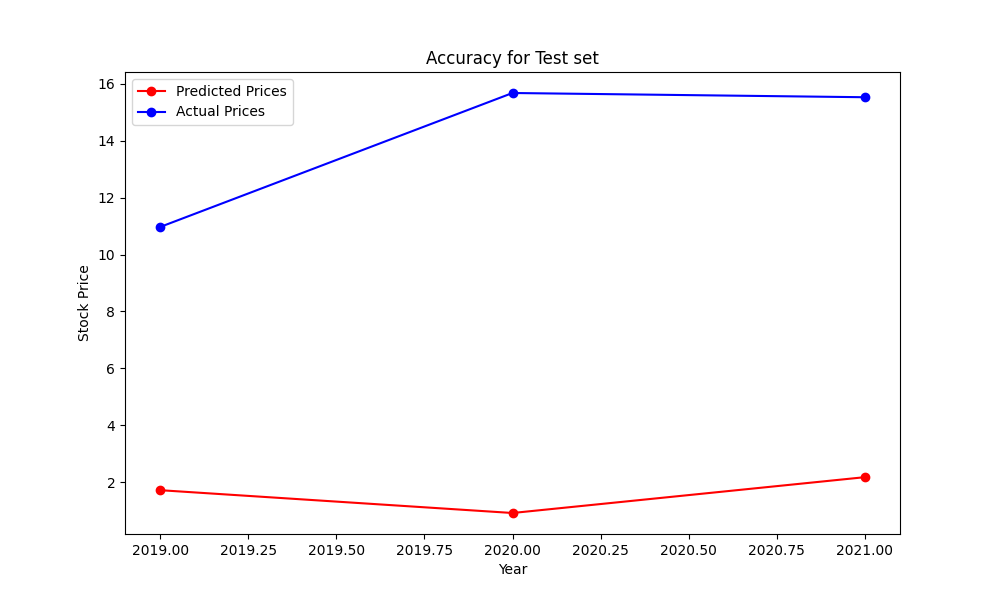 Accuracy for Test set
Predicted Prices
Actual Prices
16
14
12
10
8
6
4
2
Stock Price
2019.00 2019.25 2019.50 2019.75 2020.00 2020.25 2020.50 2020.75 2021.00
Year